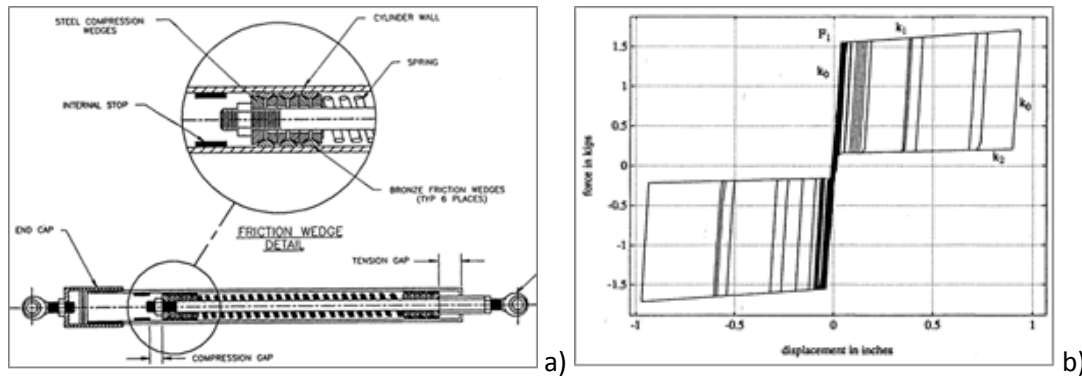 STEEL COMPRESSION
WEDGES
CYLINDER WALL
SPRING
INTERNAL STOP
BRONZE FRICTION WEDGES
(TYP 6 PLACES)
FRICTION WEDGE
DETAIL
END CAP
TENSION GAP
COMPRESSION GAP
a)
F₁
k₁
k₀
k₀
k₂
force in kips
1.5
1
0.5
0
-0.5
-1
-1.5
-1
-0.5
0
0.5
1
displacement in inches
b)